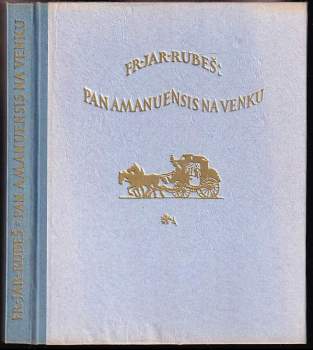 FR·JAR·RUBEŠ: PAN AMANUENSIS NA VENKU
FR·JAR·RUBEŠ:
PAN AMANUENSIS NA VENKU